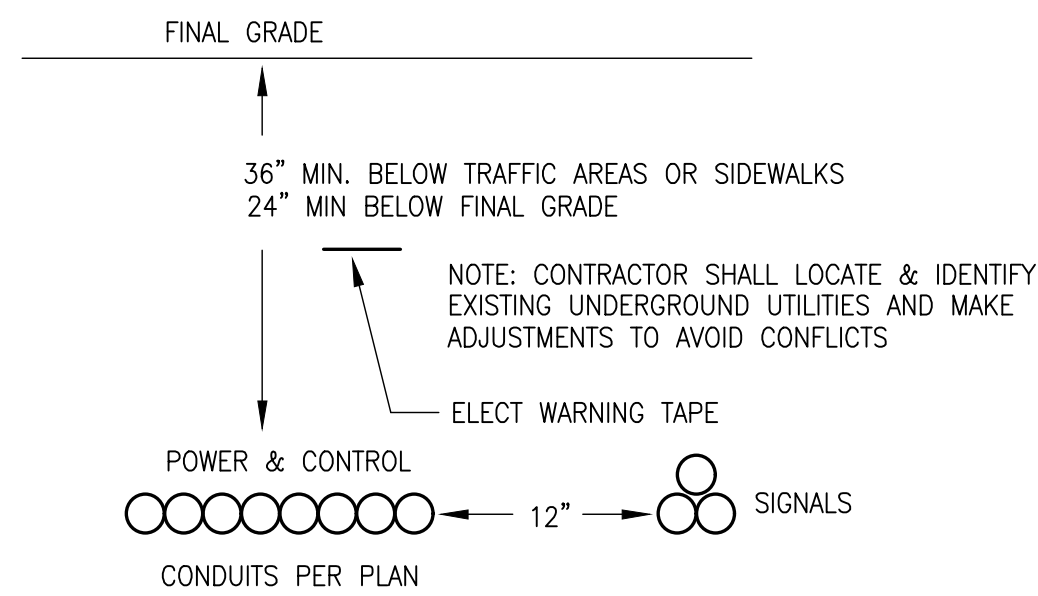 FINAL GRADE
36” MIN. BELOW TRAFFIC AREAS OR SIDEWALKS
24” MIN BELOW FINAL GRADE
NOTE: CONTRACTOR SHALL LOCATE & IDENTIFY
EXISTING UNDERGROUND UTILITIES AND MAKE
ADJUSTMENTS TO AVOID CONFLICTS
ELECT WARNING TAPE
POWER & CONTROL
12”
SIGNALS
CONDUITS PER PLAN